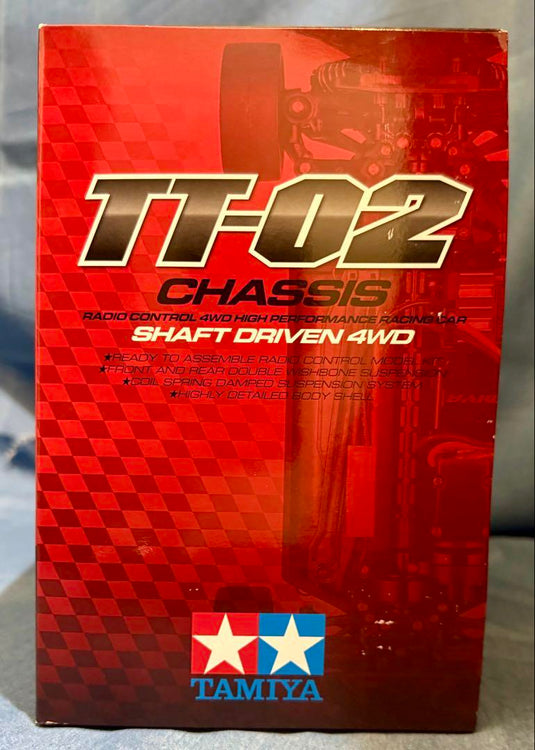 TT-02
CHASSIS
RADIO CONTROL 4WD HIGH PERFORMANCE RACING CAR
SHAFT DRIVEN 4WD
★READY TO ASSEMBLE RADIO CONTROL MODEL KIT
★FRONT AND REAR DOUBLE WISHBONE SUSPENSION
★COIL SPRING DAMPED SUSPENSION SYSTEM
★HIGHLY DETAILED BODY SHELL
TAMIYA